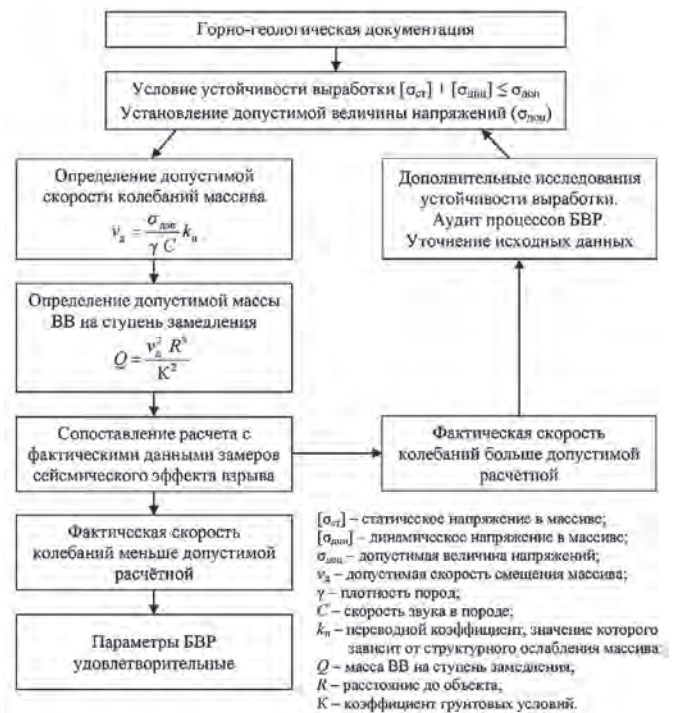 Горно-геологическая документация
Условие устойчивости выработки [σст] + [σдин] ≤ σдоп
Установление допустимой величины напряжений (σдоп)
Определение допустимой
скорости колебаний массива
vд = σдоп / γ C kп
Определение допустимой массы
ВВ на ступень замедления
Q = vд² R³ / К²
Сопоставление расчета с
фактическими данными замеров
сейсмического эффекта взрыва
Фактическая скорость
колебаний меньше допустимой
расчётной
Параметры БВР
удовлетворительные
Дополнительные исследования
устойчивости выработки.
Аудит процессов БВР.
Уточнение исходных данных
Фактическая скорость
колебаний больше допустимой
расчётной
[σст] – статическое напряжение в массиве;
[σдин] – динамическое напряжение в массиве;
σдоп – допустимая величина напряжений;
vд – допустимая скорость смещения массива;
γ – плотность пород;
C – скорость звука в породе;
kп – переводной коэффициент, значение которого
зависит от структурного ослабления массива
Q – масса ВВ на ступень замедления;
R – расстояние до объекта;
К – коэффициент грунтовых условий.